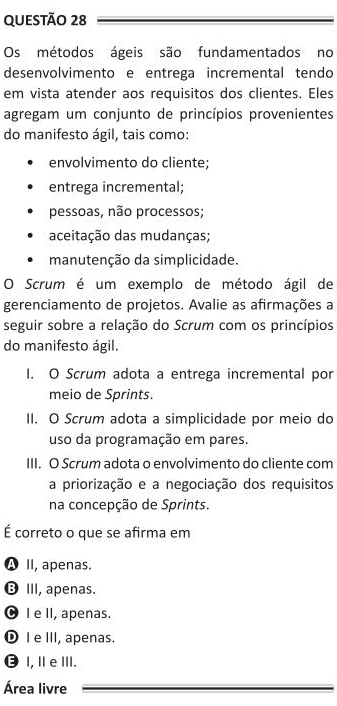 QUESTÃO 28
Os métodos ágeis são fundamentados no
desenvolvimento e entrega incremental tendo
em vista atender aos requisitos dos clientes. Eles
agregam um conjunto de princípios provenientes
do manifesto ágil, tais como:
• envolvimento do cliente;
• entrega incremental;
• pessoas, não processos;
• aceitação das mudanças;
• manutenção da simplicidade.
O Scrum é um exemplo de método ágil de
gerenciamento de projetos. Avalie as afirmações a
seguir sobre a relação do Scrum com os princípios
do manifesto ágil.
I. O Scrum adota a entrega incremental por
meio de Sprints.
II. O Scrum adota a simplicidade por meio do
uso da programação em pares.
III. O Scrum adota o envolvimento do cliente com
a priorização e a negociação dos requisitos
na concepção de Sprints.
É correto o que se afirma em
A II, apenas.
B III, apenas.
C I e II, apenas.
D I e III, apenas.
E I, II e III.
Área livre